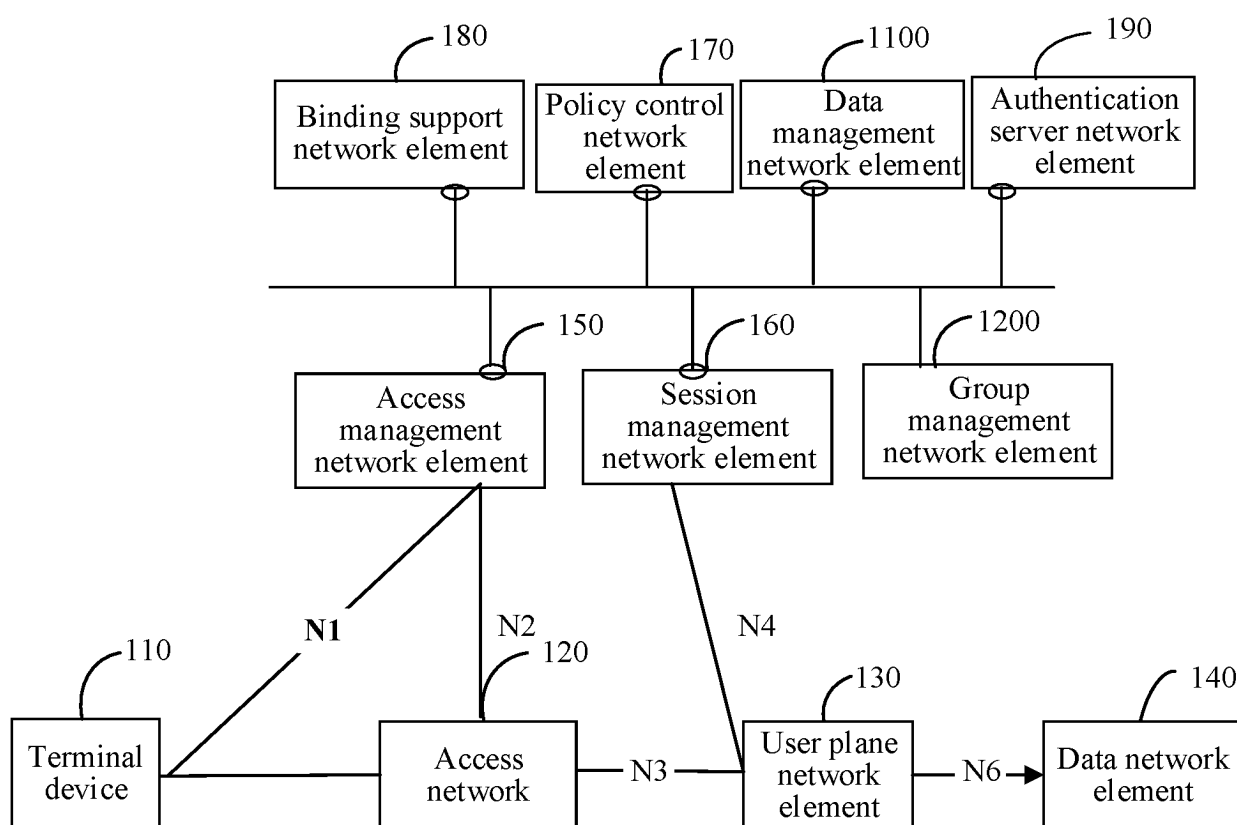 180
170
1100
190
Binding support
network element
Policy control
network
element
Data
management
network element
Authentication
server network
element
150
160
1200
Access
management
network element
Session
management
network element
Group
management
network element
N1
N2
N4
110
120
130
140
Terminal
device
Access
network
N3
User plane
network
element
N6
Data network
element